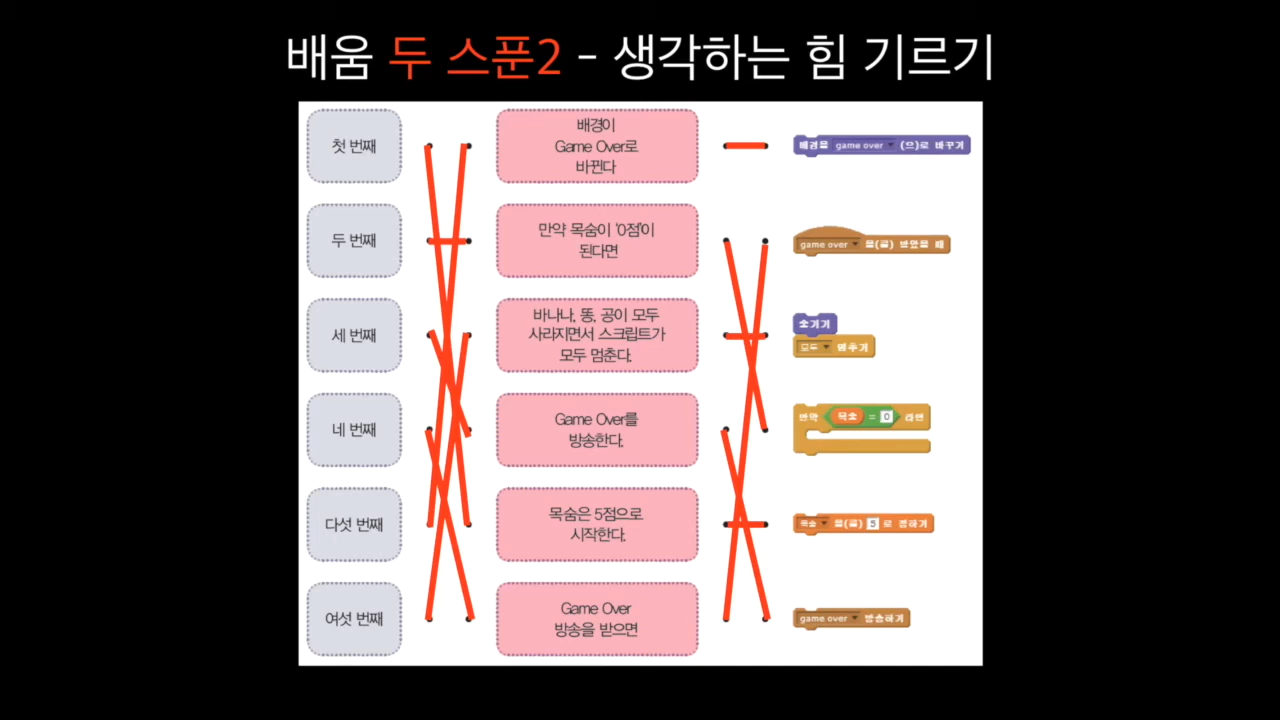 배움 두 스푼2 - 생각하는 힘 기르기
첫 번째
배경이
Game Over로
바뀐다
배경을 game over (으)로 바꾸기
두 번째
만약 목숨이 '0점'이
된다면
game over 을(를) 받았을 때
세 번째
바나나, 똥, 공이 모두
사라지면서 스크립트가
모두 멈춘다.
숨기기
모두 멈추기
네 번째
Game Over를
방송한다.
만약 목숨 = 0 라면
다섯 번째
목숨은 5점으로
시작한다.
목숨 을(를) 5 로 정하기
여섯 번째
Game Over
방송을 받으면
game over 방송하기